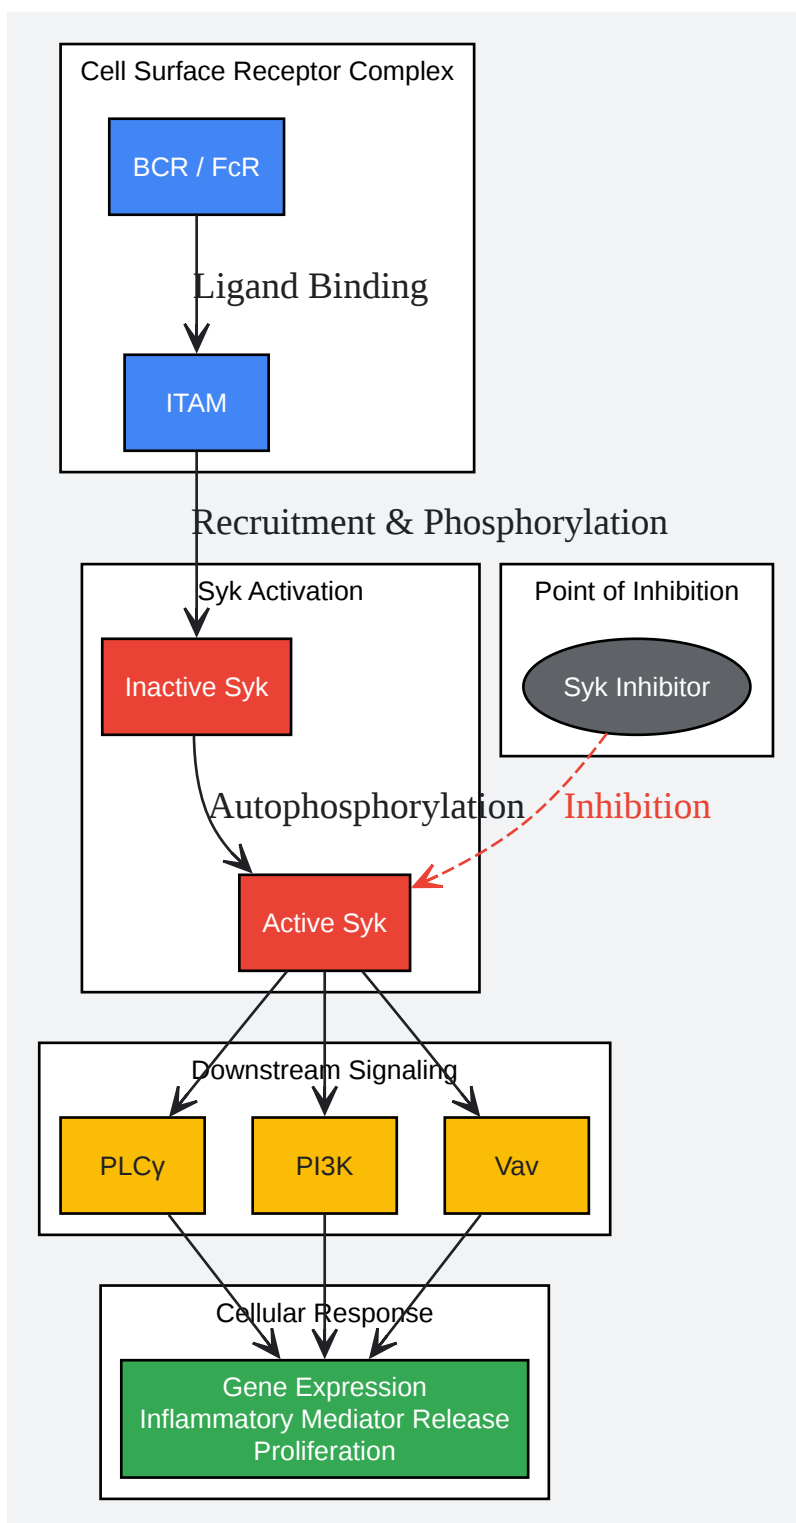 Cell Surface Receptor Complex
BCR / FcR
Ligand Binding
ITAM
Recruitment & Phosphorylation
Syk Activation
Point of Inhibition
Inactive Syk
Syk Inhibitor
Autophosphorylation
Inhibition
Active Syk
Downstream Signaling
PLCγ
PI3K
Vav
Cellular Response
Gene Expression
Inflammatory Mediator Release
Proliferation